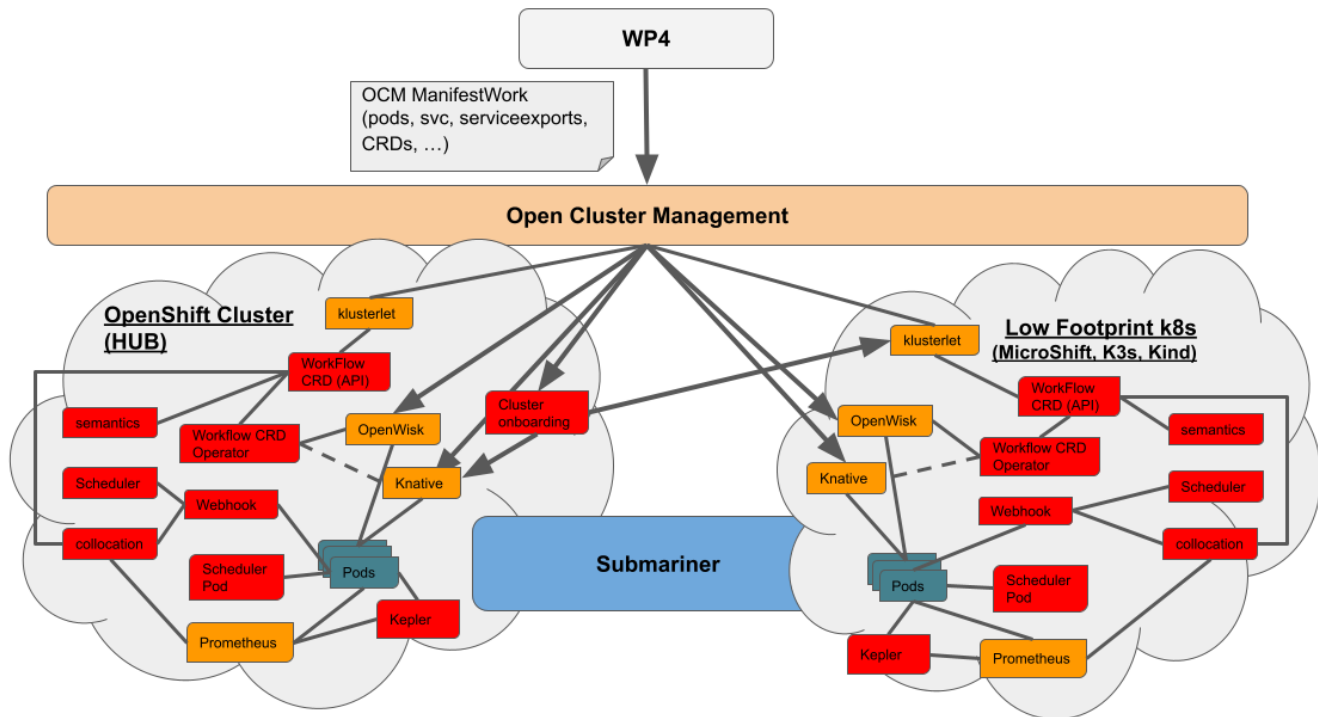 WP4
OCM ManifestWork
(pods, svc, serviceexports,
CRDs, …)
Open Cluster Management
OpenShift Cluster
(HUB)
klusterlet
WorkFlow
CRD (API)
semantics
Workflow CRD
Operator
OpenWisk
Cluster
onboarding
Scheduler
Knative
Webhook
collocation
Scheduler
Pod
Pods
Kepler
Prometheus
Submariner
Low Footprint k8s
(MicroShift, K3s, Kind)
klusterlet
WorkFlow
CRD (API)
OpenWisk
semantics
Workflow CRD
Operator
Knative
Scheduler
Webhook
collocation
Pods
Scheduler
Pod
Kepler
Prometheus